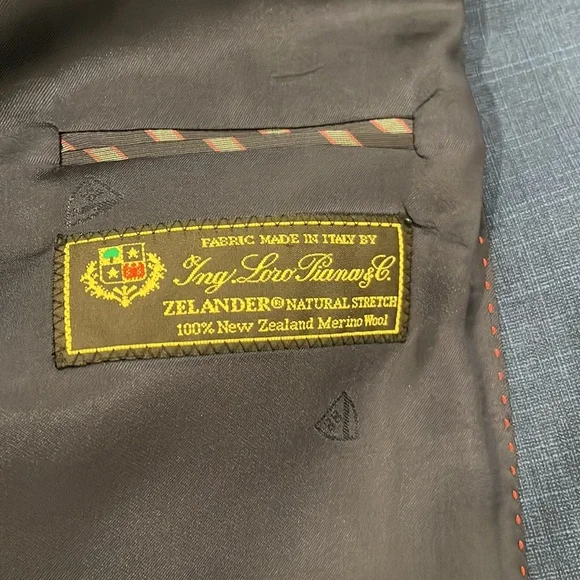 FABRIC MADE IN ITALY BY
Ing. Loro Piana & C.
ZELANDER® NATURAL STRETCH
100% New Zealand Merino Wool